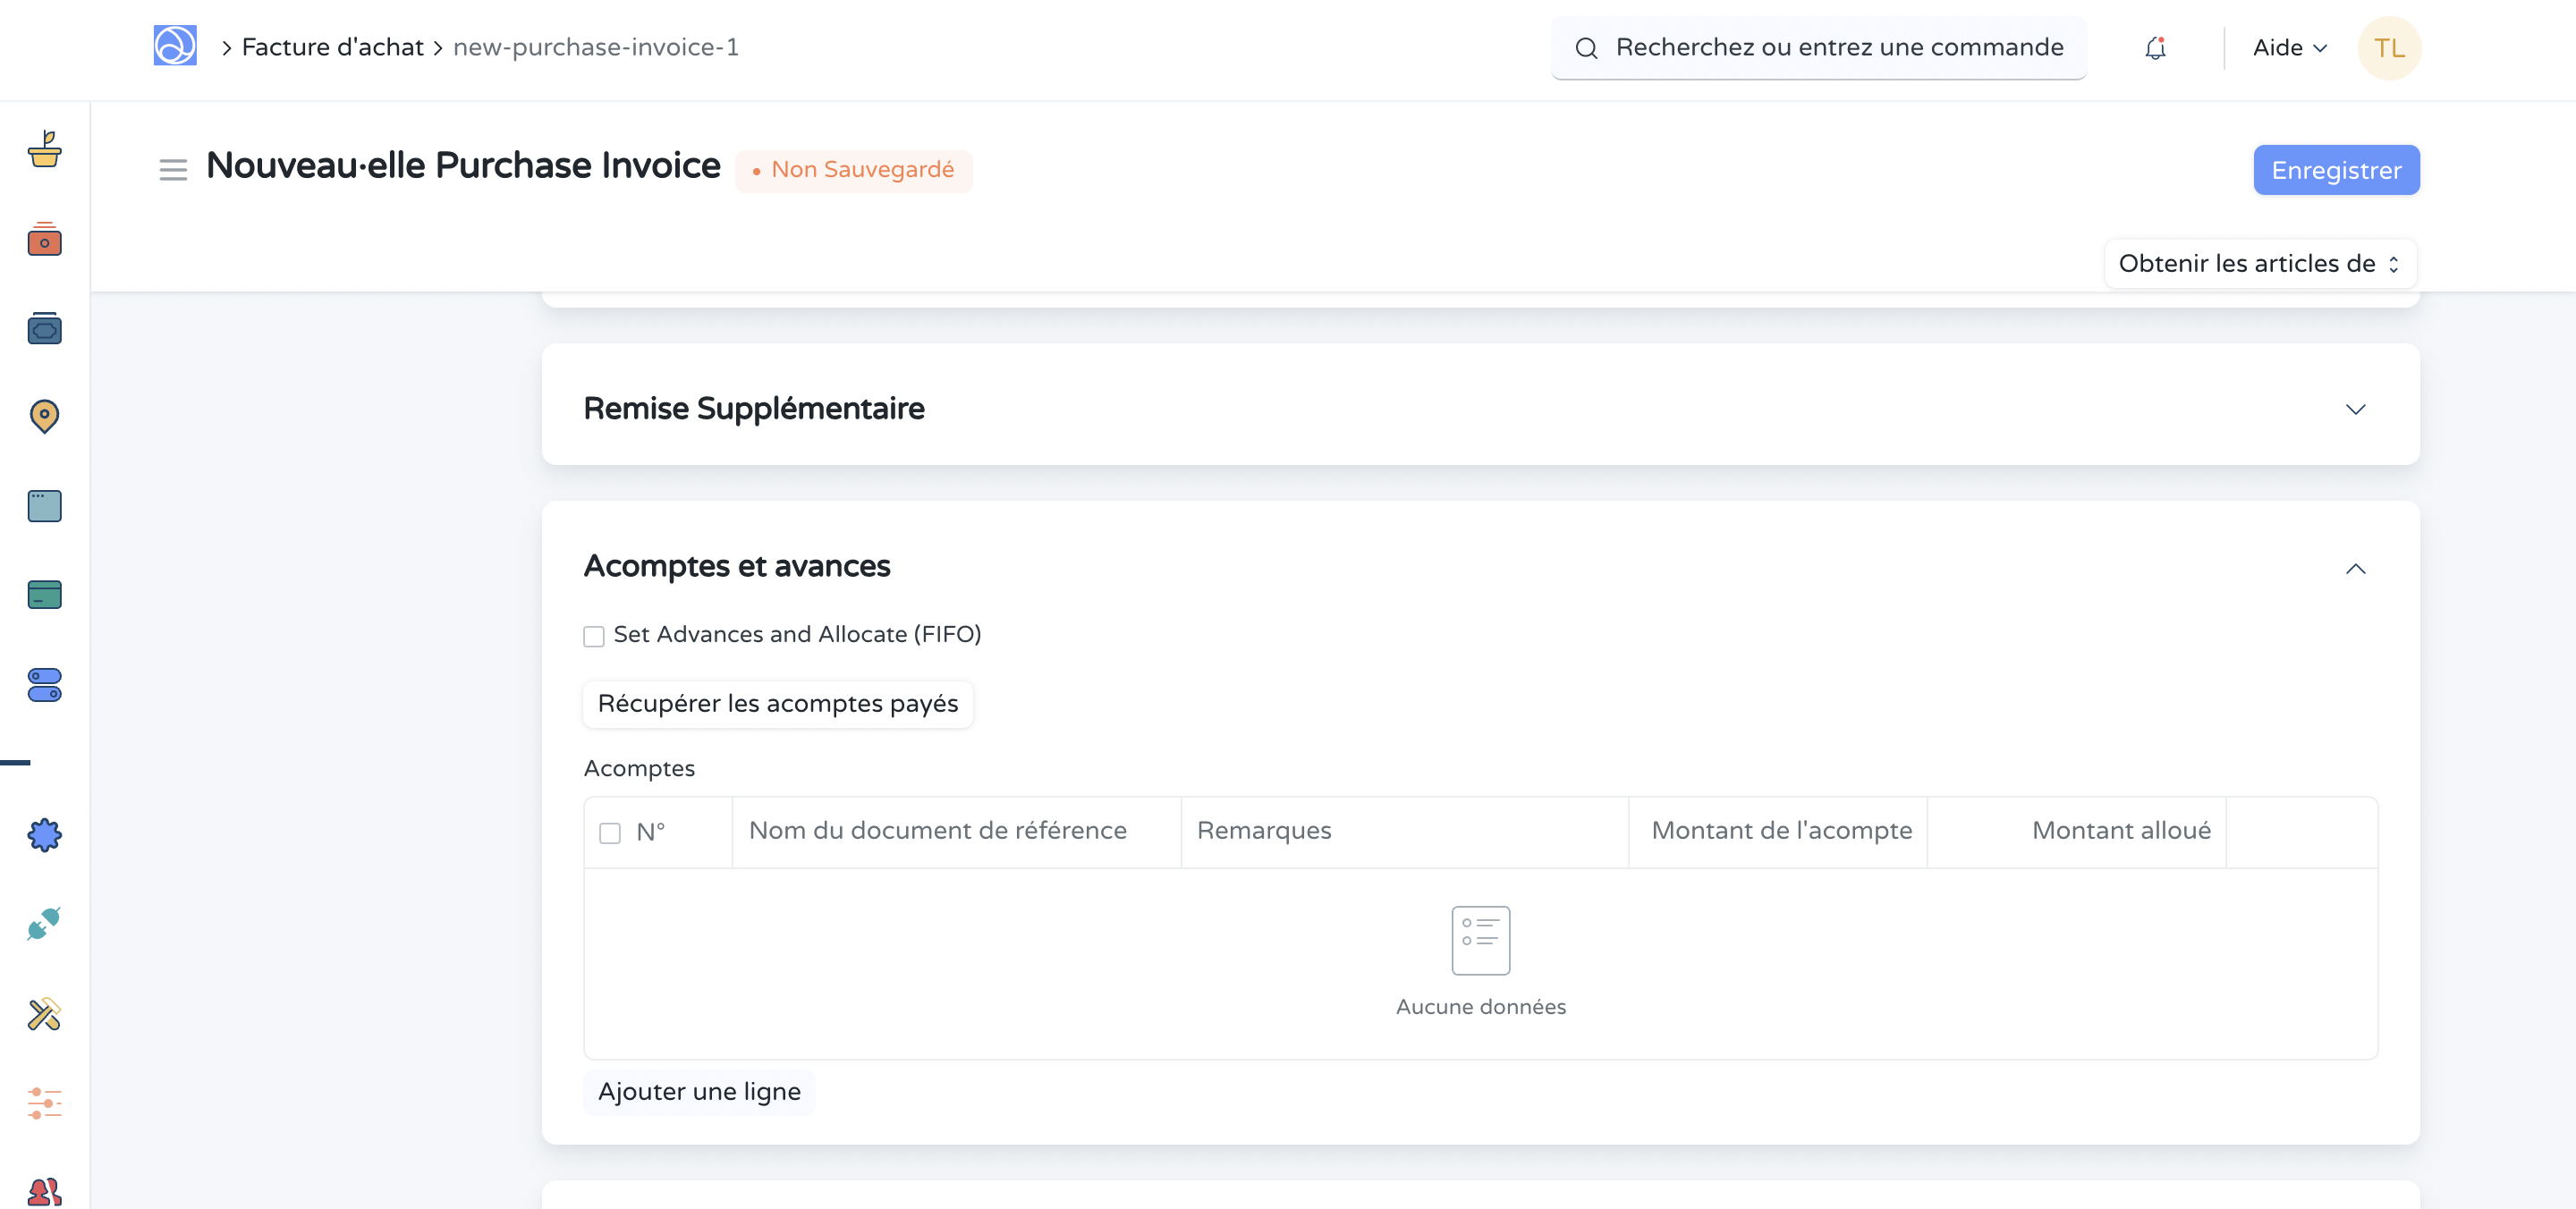 Facture d'achat
new-purchase-invoice-1
Recherchez ou entrez une commande
Aide
TL
Nouveau·elle Purchase Invoice
Non Sauvegardé
Enregistrer
Obtenir les articles de
Remise Supplémentaire
Acomptes et avances
Set Advances and Allocate (FIFO)
Récupérer les acomptes payés
Acomptes
N°
Nom du document de référence
Remarques
Montant de l'acompte
Montant alloué
Aucune données
Ajouter une ligne